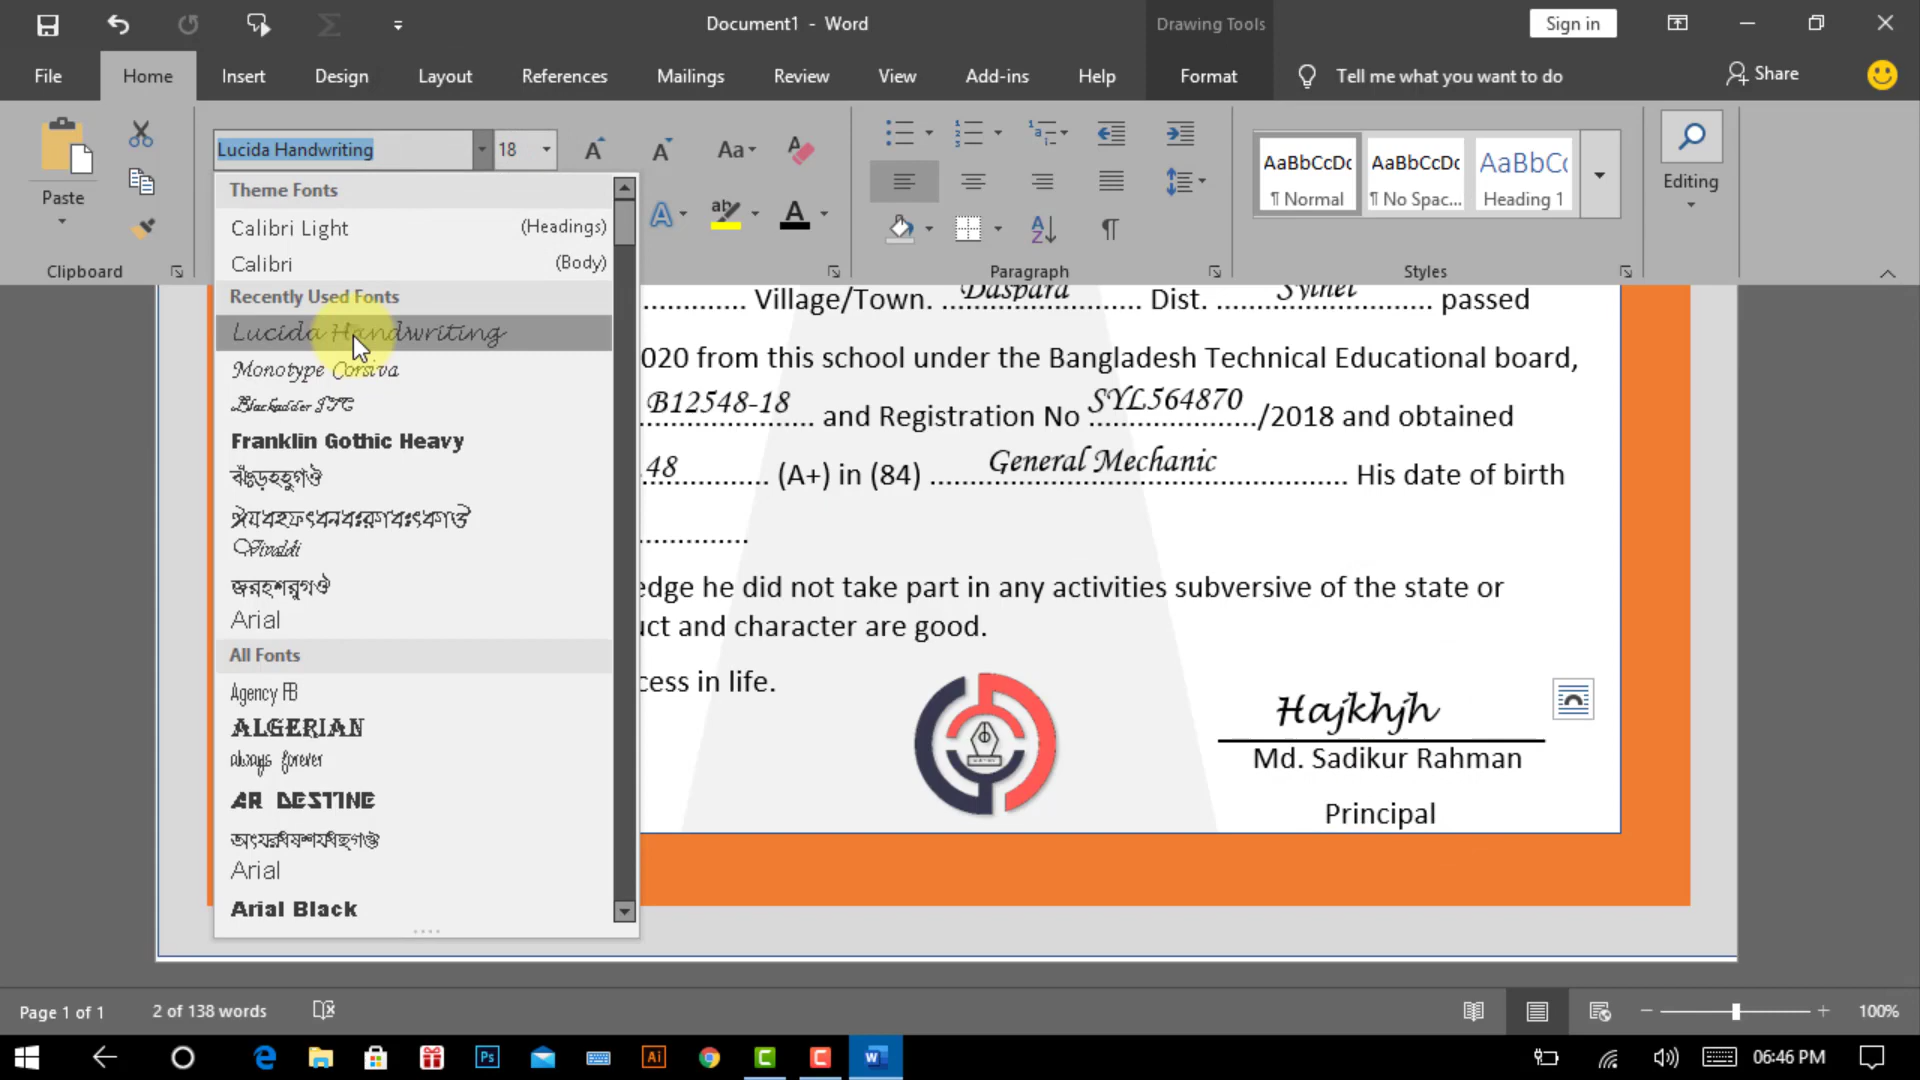 Document1 - Word
Drawing Tools
Sign in
File
Home
Insert
Design
Layout
References
Mailings
Review
View
Add-ins
Help
Format
Tell me what you want to do
Share
Paste
Clipboard
Lucida Handwriting
18
Aa
Paragraph
AaBbCcDc
¶ Normal
AaBbCcDc
¶ No Spac...
AaBbCc
Heading 1
Styles
Editing
Theme Fonts
Calibri Light
(Headings)
Calibri
(Body)
Recently Used Fonts
Lucida Handwriting
Monotype Corsiva
Blackadder ITC
Franklin Gothic Heavy
Vivaldi
Arial
All Fonts
Agency FB
ALGERIAN
always forever
AR DESTINE
Arial
Arial Black
Village/Town. Daspara Dist. Sylhet passed
020 from this school under the Bangladesh Technical Educational board,
B12548-18 and Registration No SYL564870 /2018 and obtained
.48 (A+) in (84) General Mechanic His date of birth
edge he did not take part in any activities subversive of the state or
uct and character are good.
cess in life.
Hajkhjh
Md. Sadikur Rahman
Principal
Page 1 of 1
2 of 138 words
100%
06:46 PM